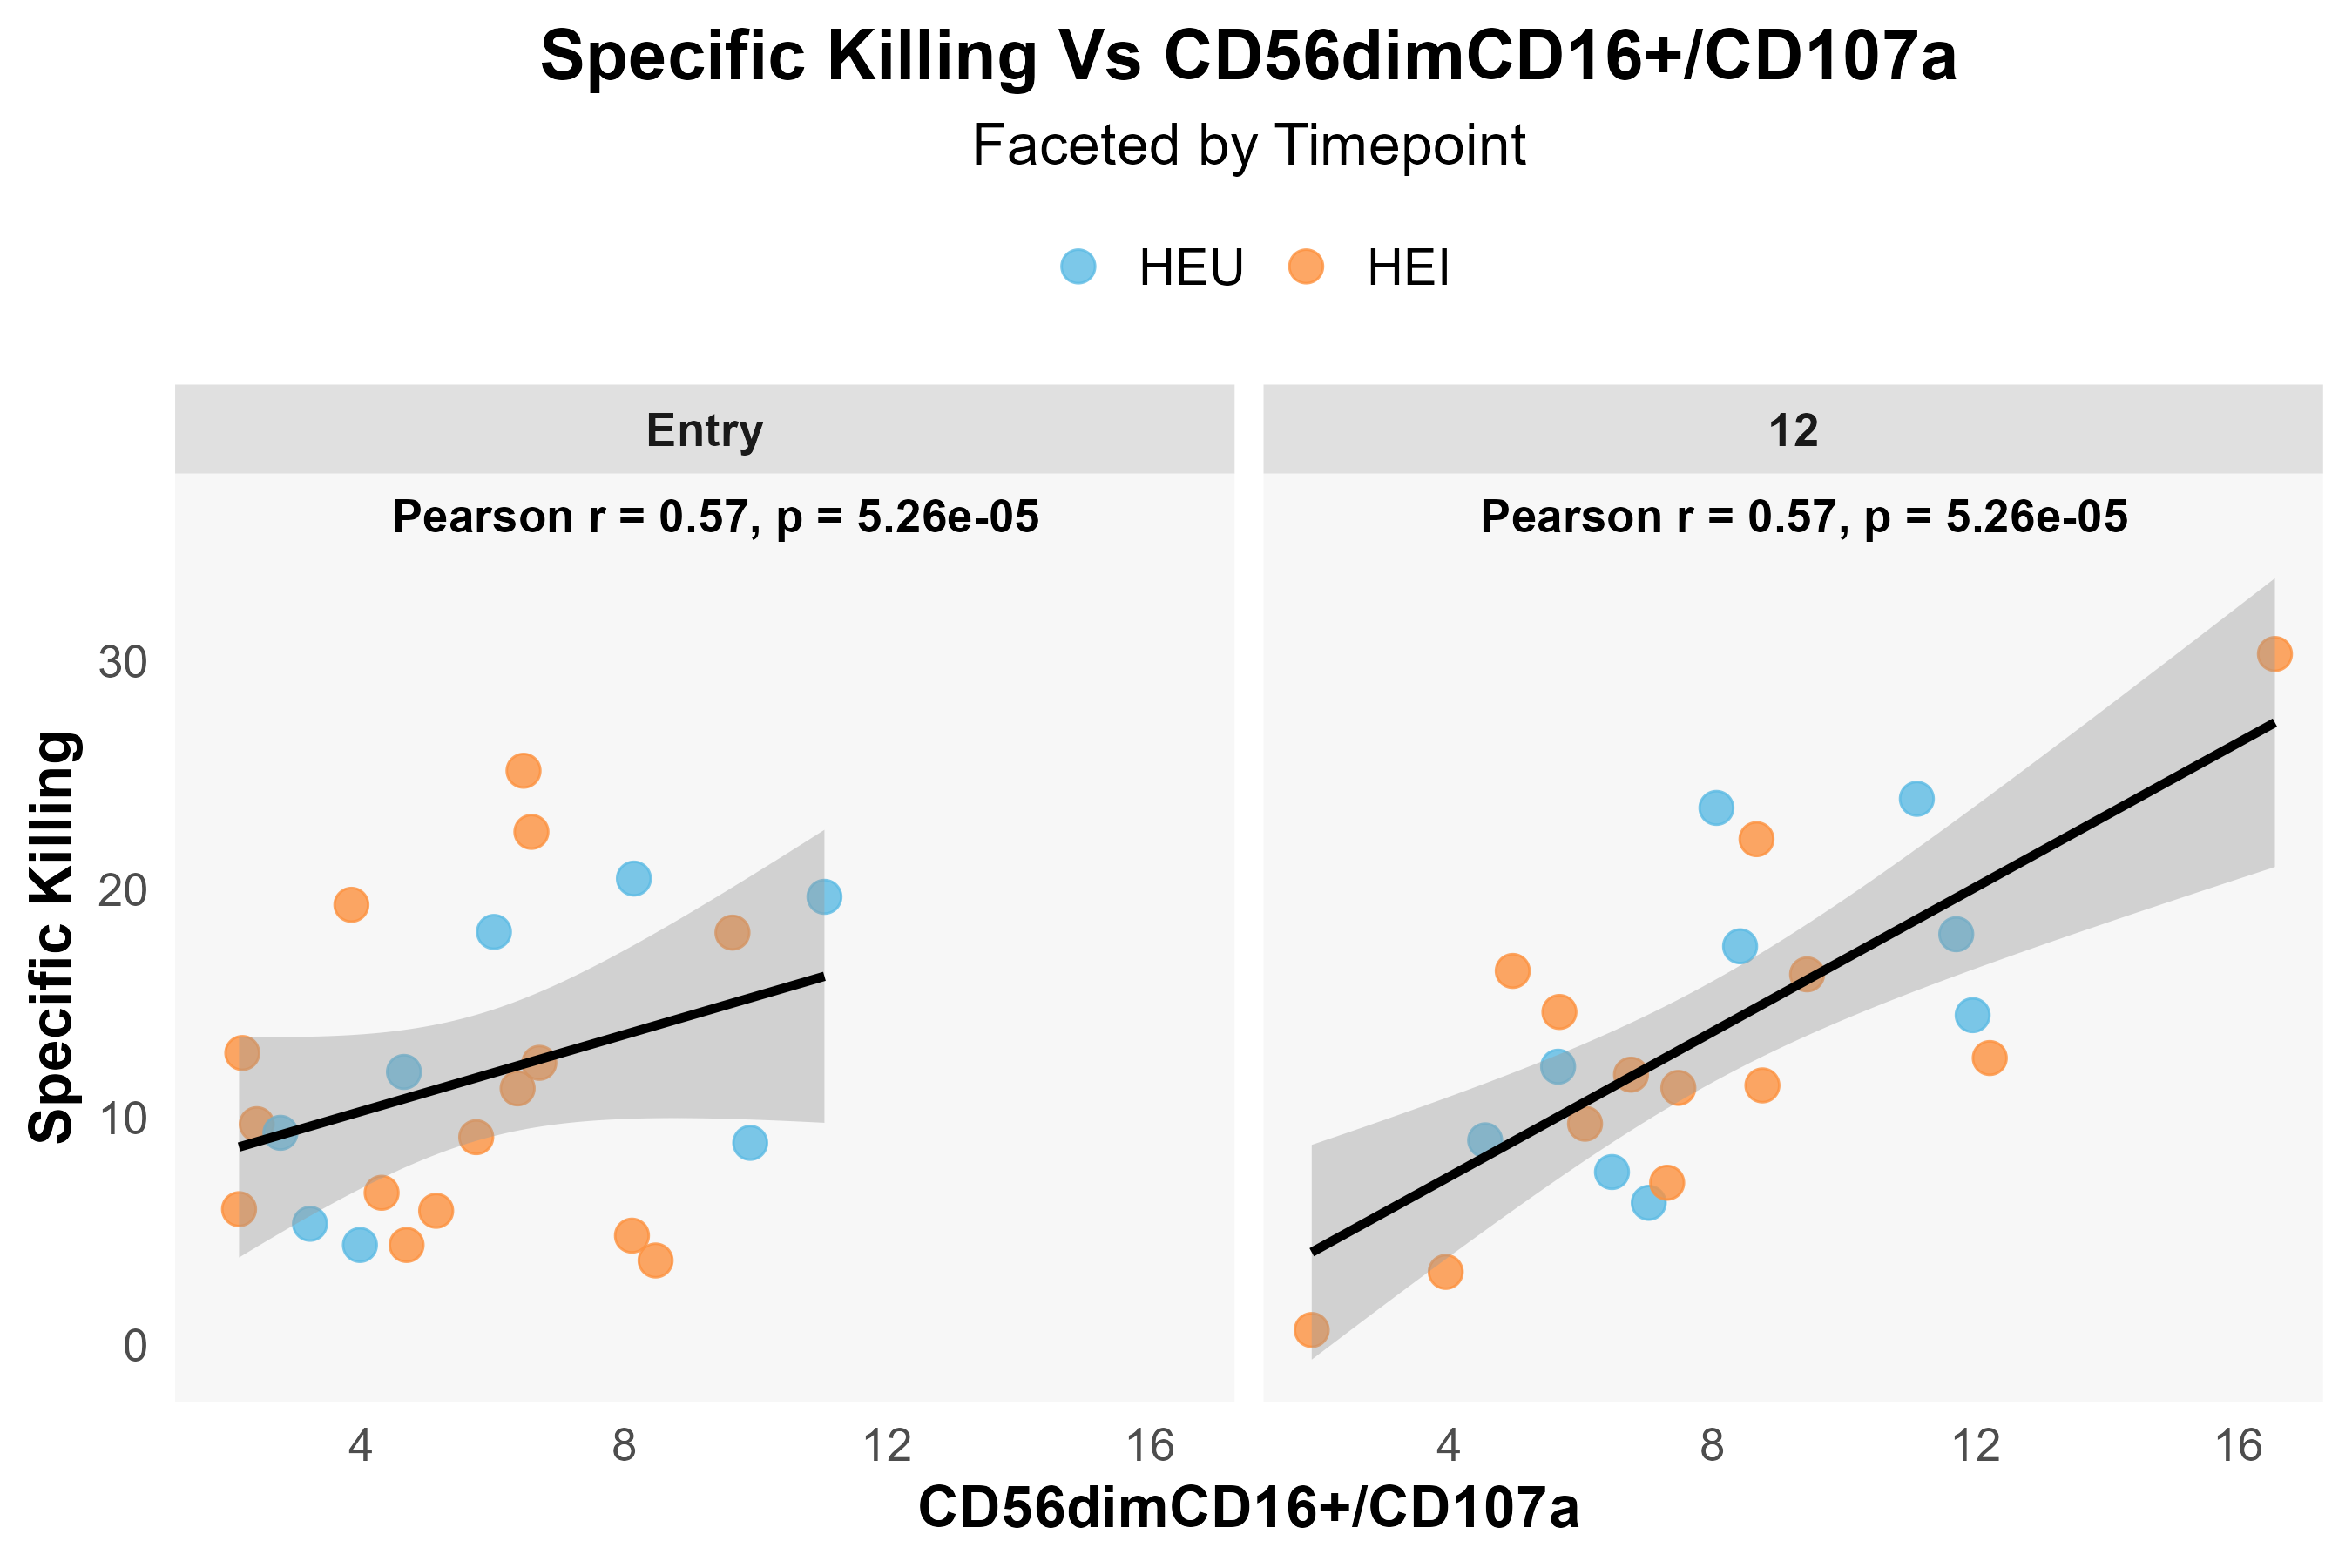 Specific Killing Vs CD56dimCD16+/CD107a
Faceted by Timepoint
HEU HEI
Entry
12
Pearson r = 0.57, p = 5.26e-05
Pearson r = 0.57, p = 5.26e-05
Specific Killing
30
20
10
0
4 8 12 16
4 8 12 16
CD56dimCD16+/CD107a